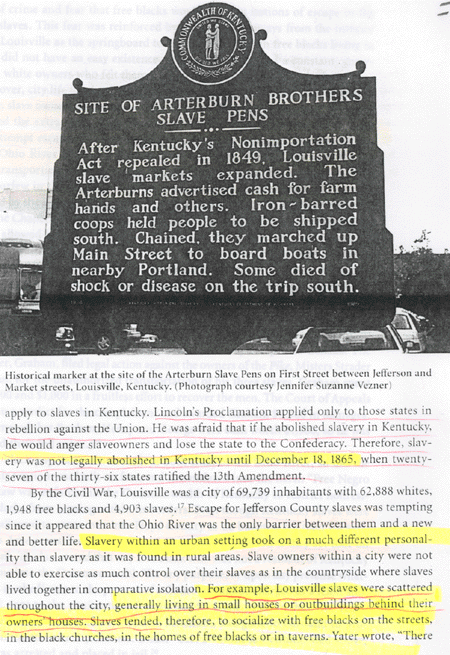 COMMONWEALTH OF KENTUCKY
SITE OF ARTERBURN BROTHERS
SLAVE PENS
After Kentucky's Nonimportation
Act repealed in 1849, Louisville
slave markets expanded. The
Arterburns advertised cash for farm
hands and others. Iron-barred
coops held people to be shipped
south. Chained, they marched up
Main Street to board boats in
nearby Portland. Some died of
shock or disease on the trip south.
Historical marker at the site of the Arterburn Slave Pens on First Street between Jefferson and
Market streets, Louisville, Kentucky. (Photograph courtesy Jennifer Suzanne Vezner)
apply to slaves in Kentucky. Lincoln's Proclamation applied only to those states in
rebellion against the Union. He was afraid that if he abolished slavery in Kentucky,
he would anger slaveowners and lose the state to the Confederacy. Therefore, slav-
ery was not legally abolished in Kentucky until December 18, 1865, when twenty-
seven of the thirty-six states ratified the 13th Amendment.
By the Civil War, Louisville was a city of 69,739 inhabitants with 62,888 whites,
1,948 free blacks and 4,903 slaves.17 Escape for Jefferson County slaves was tempting
since it appeared that the Ohio River was the only barrier between them and a new
and better life. Slavery within an urban setting took on a much different personal-
ity than slavery as it was found in rural areas. Slave owners within a city were not
able to exercise as much control over their slaves as in the countryside where slaves
lived together in comparative isolation. For example, Louisville slaves were scattered
throughout the city, generally living in small houses or outbuildings behind their
owners' houses. Slaves tended, therefore, to socialize with free blacks on the streets,
in the black churches, in the homes of free blacks or in taverns. Yater wrote, "There